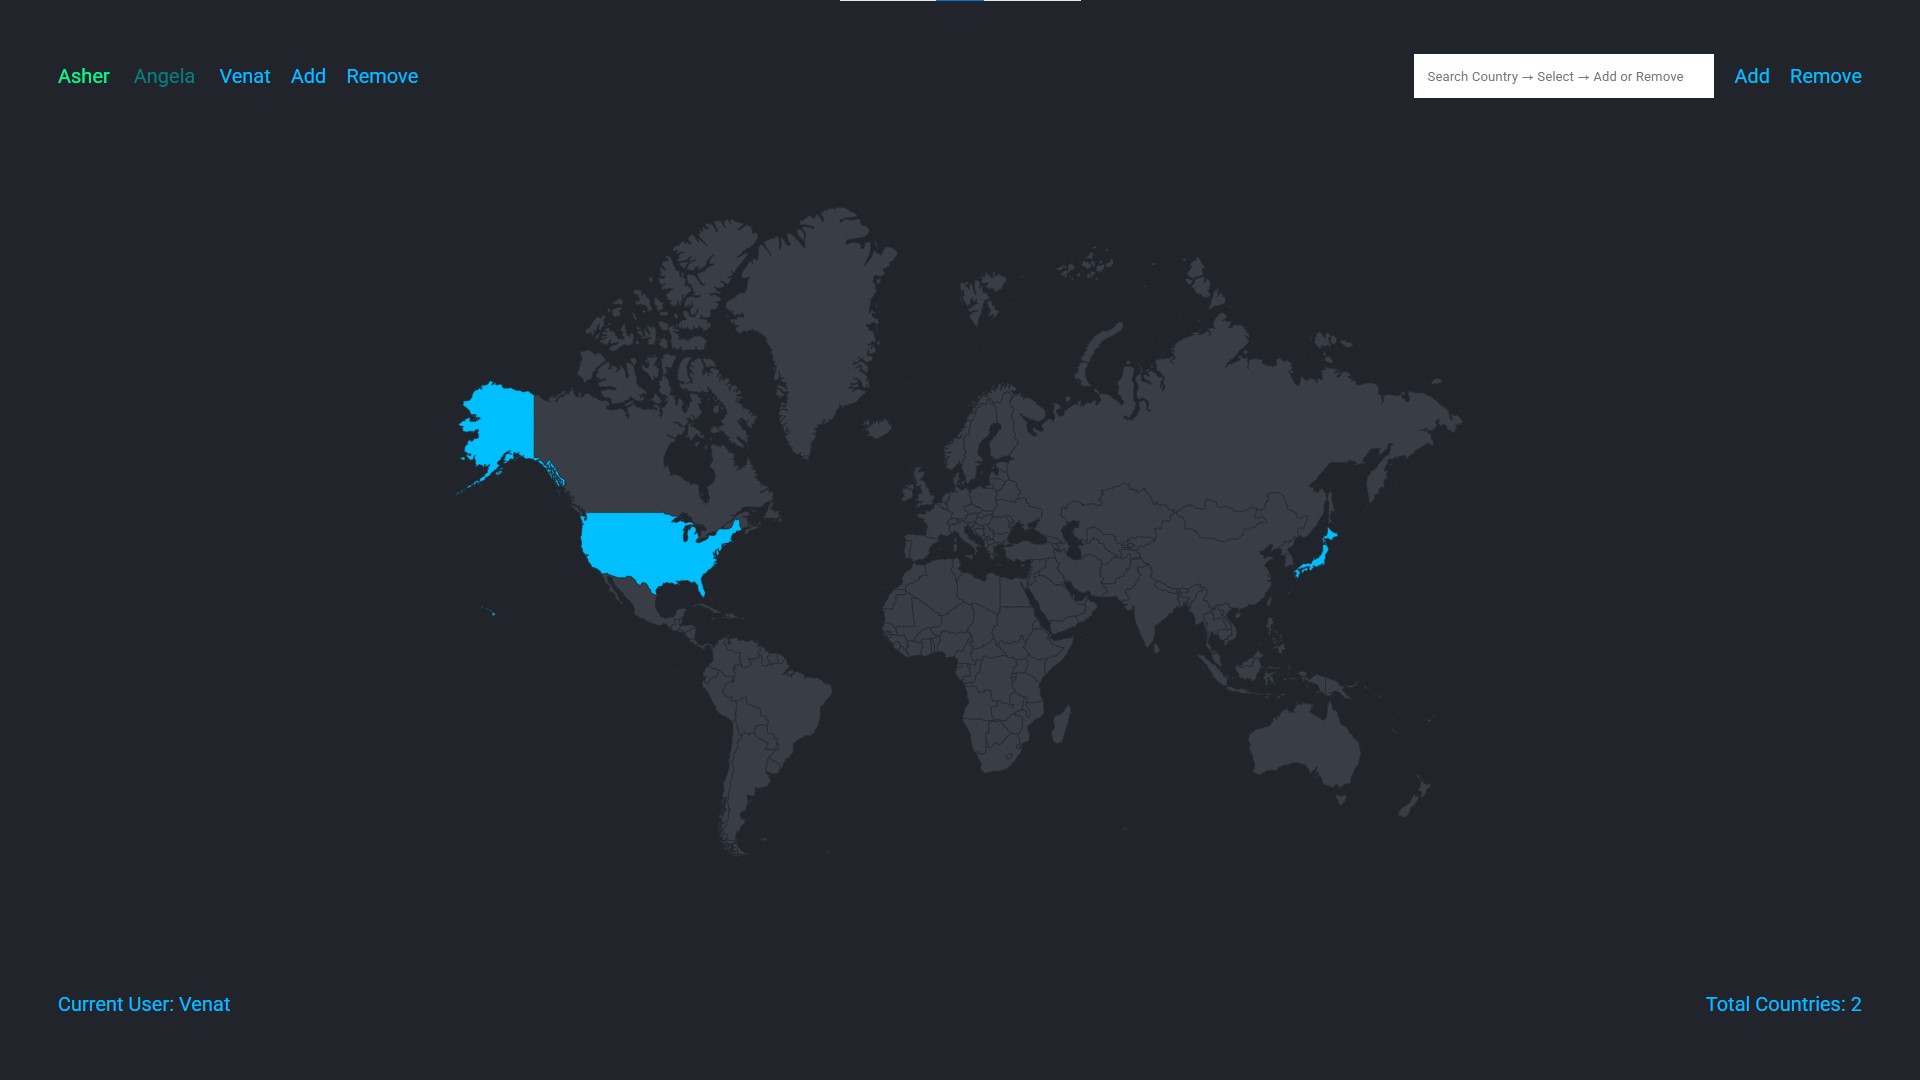 Asher Angela Venat Add Remove
Search Country → Select → Add or Remove Add Remove
Current User: Venat
Total Countries: 2